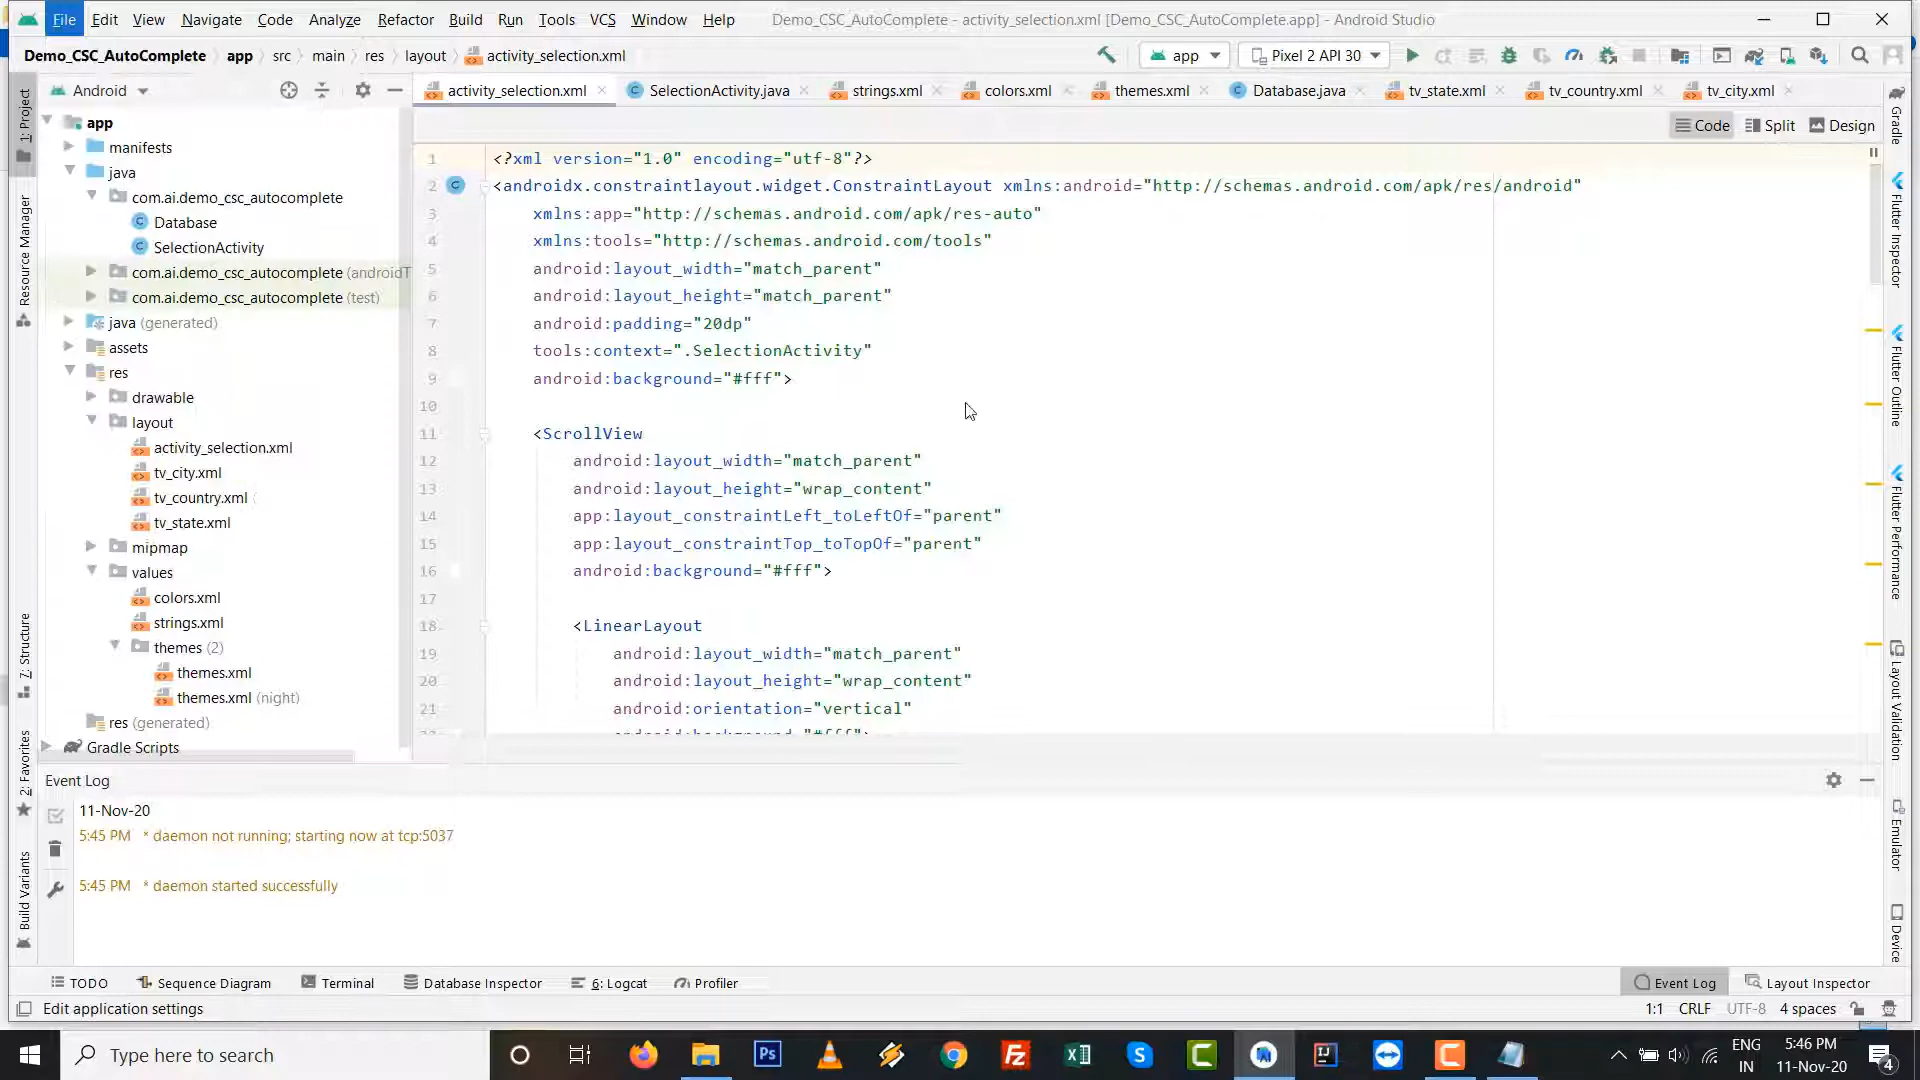 File Edit View Navigate Code Analyze Refactor Build Run Tools VCS Window Help Demo_CSC_AutoComplete - activity_selection.xml [Demo_CSC_AutoComplete.app] - Android Studio
Demo_CSC_AutoComplete app src main res layout activity_selection.xml app Pixel 2 API 30
Android activity_selection.xml SelectionActivity.java strings.xml colors.xml themes.xml Database.java tv_state.xml tv_country.xml tv_city.xml
Code Split Design
1: Project
Resource Manager
7: Structure
2: Favorites
Build Variants
app
manifests
java
com.ai.demo_csc_autocomplete
Database
SelectionActivity
com.ai.demo_csc_autocomplete (androidT
com.ai.demo_csc_autocomplete (test)
java (generated)
assets
res
drawable
layout
activity_selection.xml
tv_city.xml
tv_country.xml
tv_state.xml
mipmap
values
colors.xml
strings.xml
themes (2)
themes.xml
themes.xml (night)
res (generated)
Gradle Scripts
1 <?xml version="1.0" encoding="utf-8"?>
2 <androidx.constraintlayout.widget.ConstraintLayout xmlns:android="http://schemas.android.com/apk/res/android"
3 xmlns:app="http://schemas.android.com/apk/res-auto"
4 xmlns:tools="http://schemas.android.com/tools"
5 android:layout_width="match_parent"
6 android:layout_height="match_parent"
7 android:padding="20dp"
8 tools:context=".SelectionActivity"
9 android:background="#fff">
10
11 <ScrollView
12 android:layout_width="match_parent"
13 android:layout_height="wrap_content"
14 app:layout_constraintLeft_toLeftOf="parent"
15 app:layout_constraintTop_toTopOf="parent"
16 android:background="#fff">
17
18 <LinearLayout
19 android:layout_width="match_parent"
20 android:layout_height="wrap_content"
21 android:orientation="vertical"
Gradle
Flutter Inspector
Flutter Outline
Flutter Performance
Layout Validation
Emulator
Device
Event Log
11-Nov-20
5:45 PM * daemon not running; starting now at tcp:5037
5:45 PM * daemon started successfully
TODO Sequence Diagram Terminal Database Inspector 6: Logcat Profiler Event Log Layout Inspector
Edit application settings 1:1 CRLF UTF-8 4 spaces
Type here to search Ps ENG 5:46 PM
IN 11-Nov-20 4